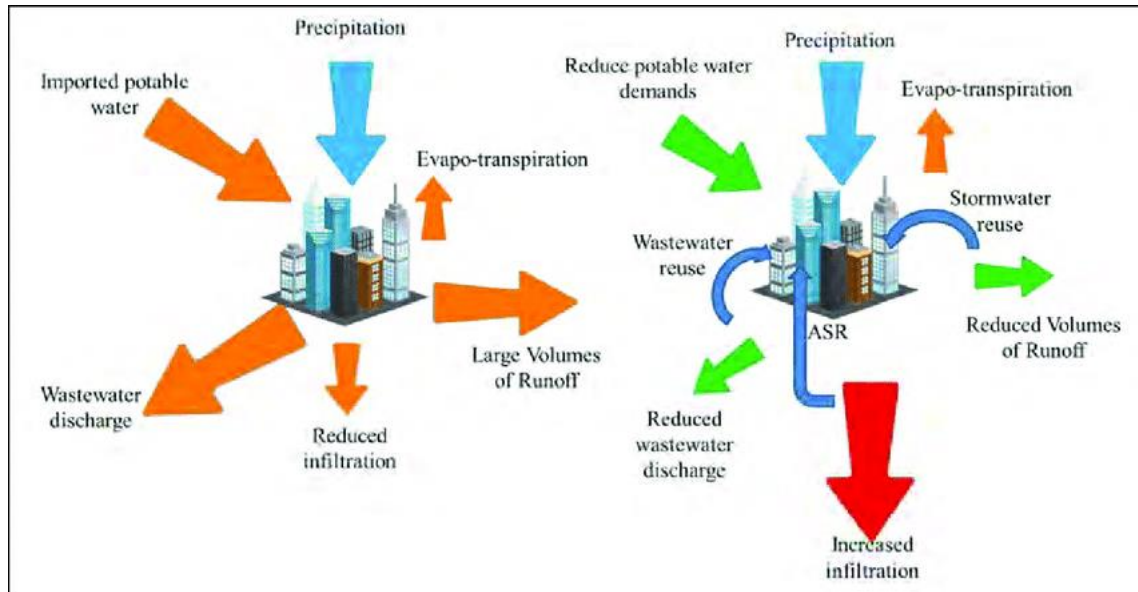 Precipitation
Imported potable
water
Evapo-transpiration
Large Volumes
of Runoff
Wastewater
discharge
Reduced
infiltration
Precipitation
Reduce potable water
demands
Evapo-transpiration
Stormwater
reuse
Wastewater
reuse
ASR
Reduced Volumes
of Runoff
Reduced
wastewater
discharge
Increased
infiltration